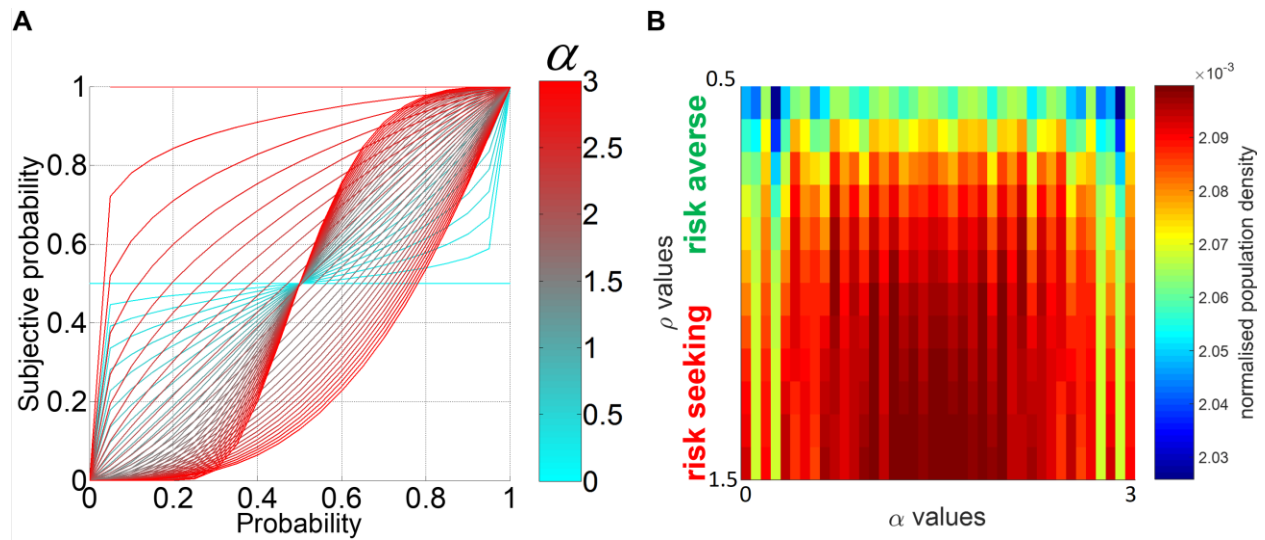 A
α
3
2.5
2
1.5
1
0.5
0
Subjective probability
1
0.8
0.6
0.4
0.2
0
0 0.2 0.4 0.6 0.8 1
Probability
B
0.5
risk averse
risk seeking
ρ values
1.5
0 3
α values
×10⁻³
2.09
2.08
2.07
2.06
2.05
2.04
2.03
normalised population density